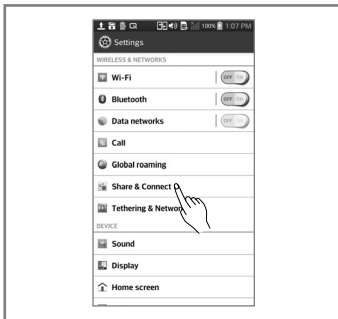 100% 1:07 PM
Settings
WIRELESS & NETWORKS
Wi-Fi OFF ON
Bluetooth OFF ON
Data networks OFF ON
Call
Global roaming
Share & Connect
Tethering & Networ
DEVICE
Sound
Display
Home screen